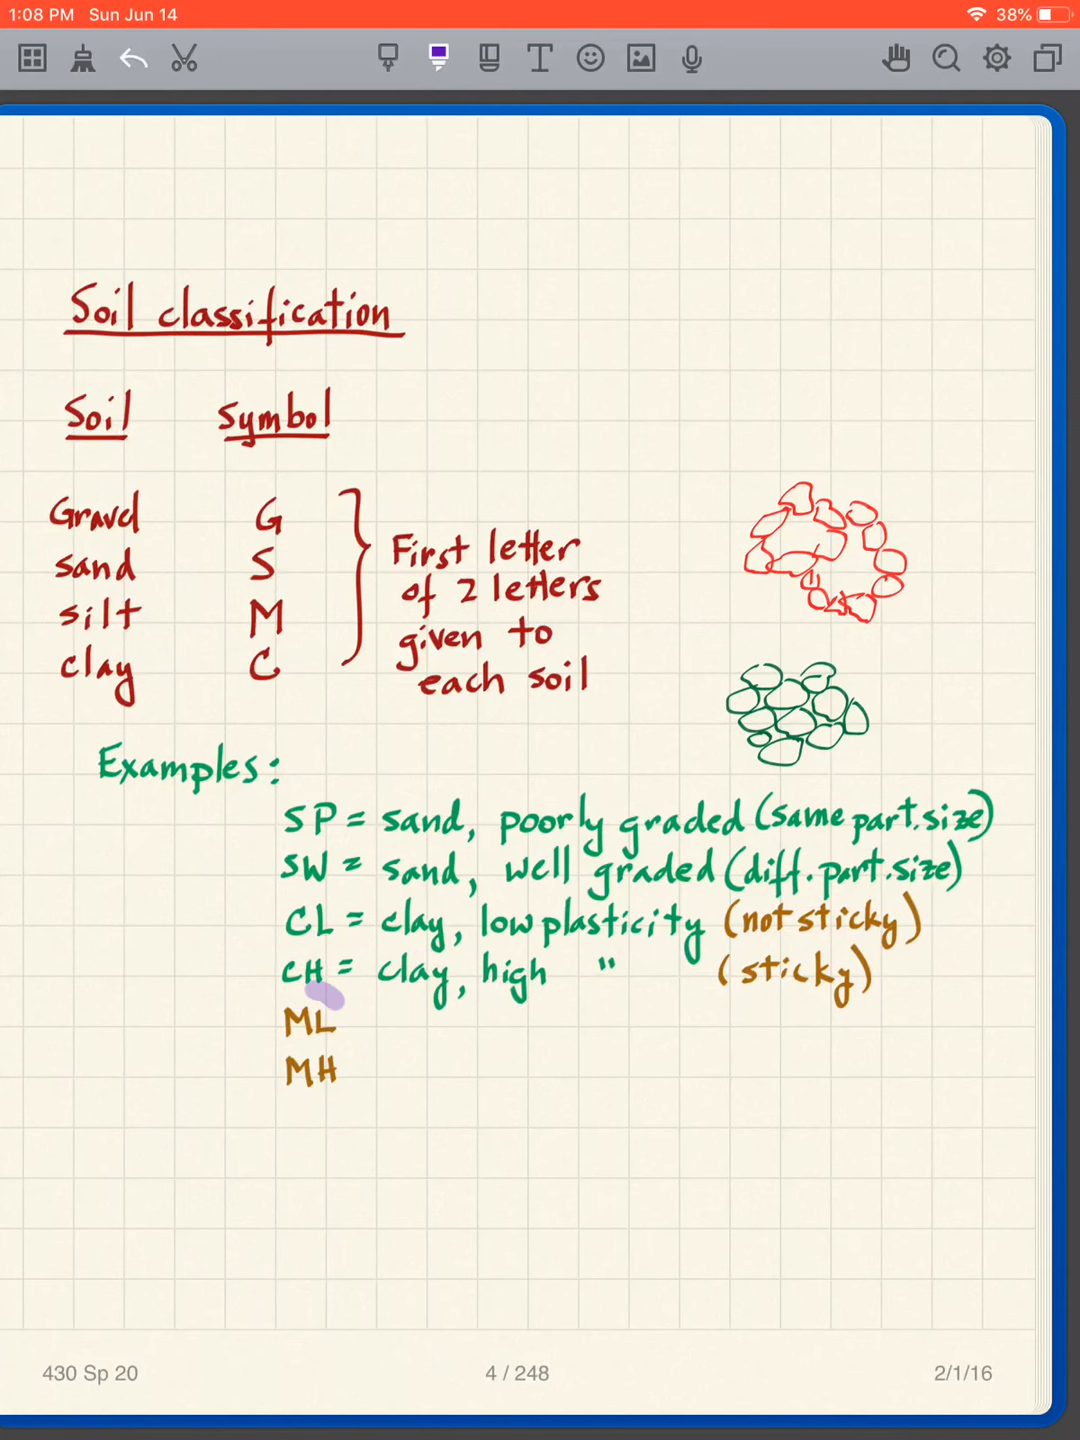 1:08 PM Sun Jun 14 38%
Soil classification
Soil Symbol
Gravel G
sand S
silt M
clay C
First letter
of 2 letters
given to
each soil
Examples:
SP = sand, poorly graded (same part.size)
SW = sand, well graded (diff.part.size)
CL = clay, low plasticity (not sticky)
CH = clay, high " (sticky)
ML
MH
430 Sp 20 4 / 248 2/1/16